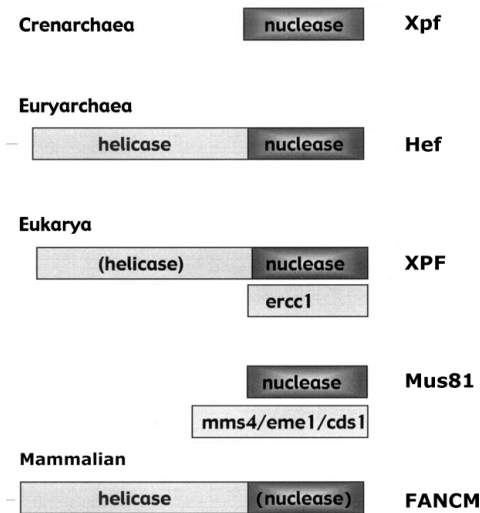 Crenarchaea nuclease Xpf
Euryarchaea
helicase nuclease Hef
Eukarya
(helicase) nuclease XPF
ercc1
nuclease Mus81
mms4/eme1/cds1
Mammalian
helicase (nuclease) FANCM